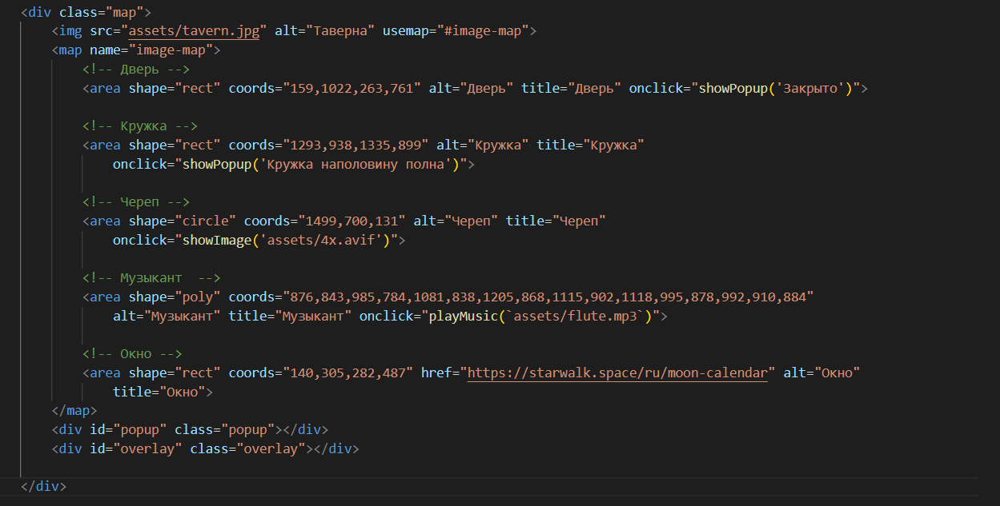 <div class="map">
<img src="assets/tavern.jpg" alt="Таверна" usemap="#image-map">
<map name="image-map">
<!-- Дверь -->
<area shape="rect" coords="159,1022,263,761" alt="Дверь" title="Дверь" onclick="showPopup('Закрыто')">
<!-- Кружка -->
<area shape="rect" coords="1293,938,1335,899" alt="Кружка" title="Кружка"
onclick="showPopup('Кружка наполовину полна')">
<!-- Череп -->
<area shape="circle" coords="1499,700,131" alt="Череп" title="Череп"
onclick="showImage('assets/4x.avif')">
<!-- Музыкант  -->
<area shape="poly" coords="876,843,985,784,1081,838,1205,868,1115,902,1118,995,878,992,910,884"
alt="Музыкант" title="Музыкант" onclick="playMusic(`assets/flute.mp3`)">
<!-- Окно -->
<area shape="rect" coords="140,305,282,487" href="https://starwalk.space/ru/moon-calendar" alt="Окно"
title="Окно">
</map>
<div id="popup" class="popup"></div>
<div id="overlay" class="overlay"></div>
</div>